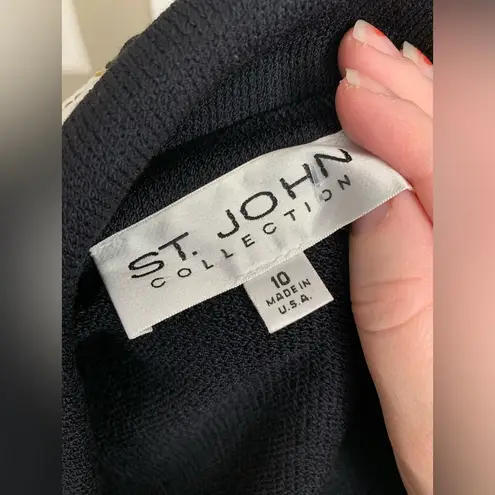 ST. JOHN
COLLECTION
10
MADE IN
U.S.A.